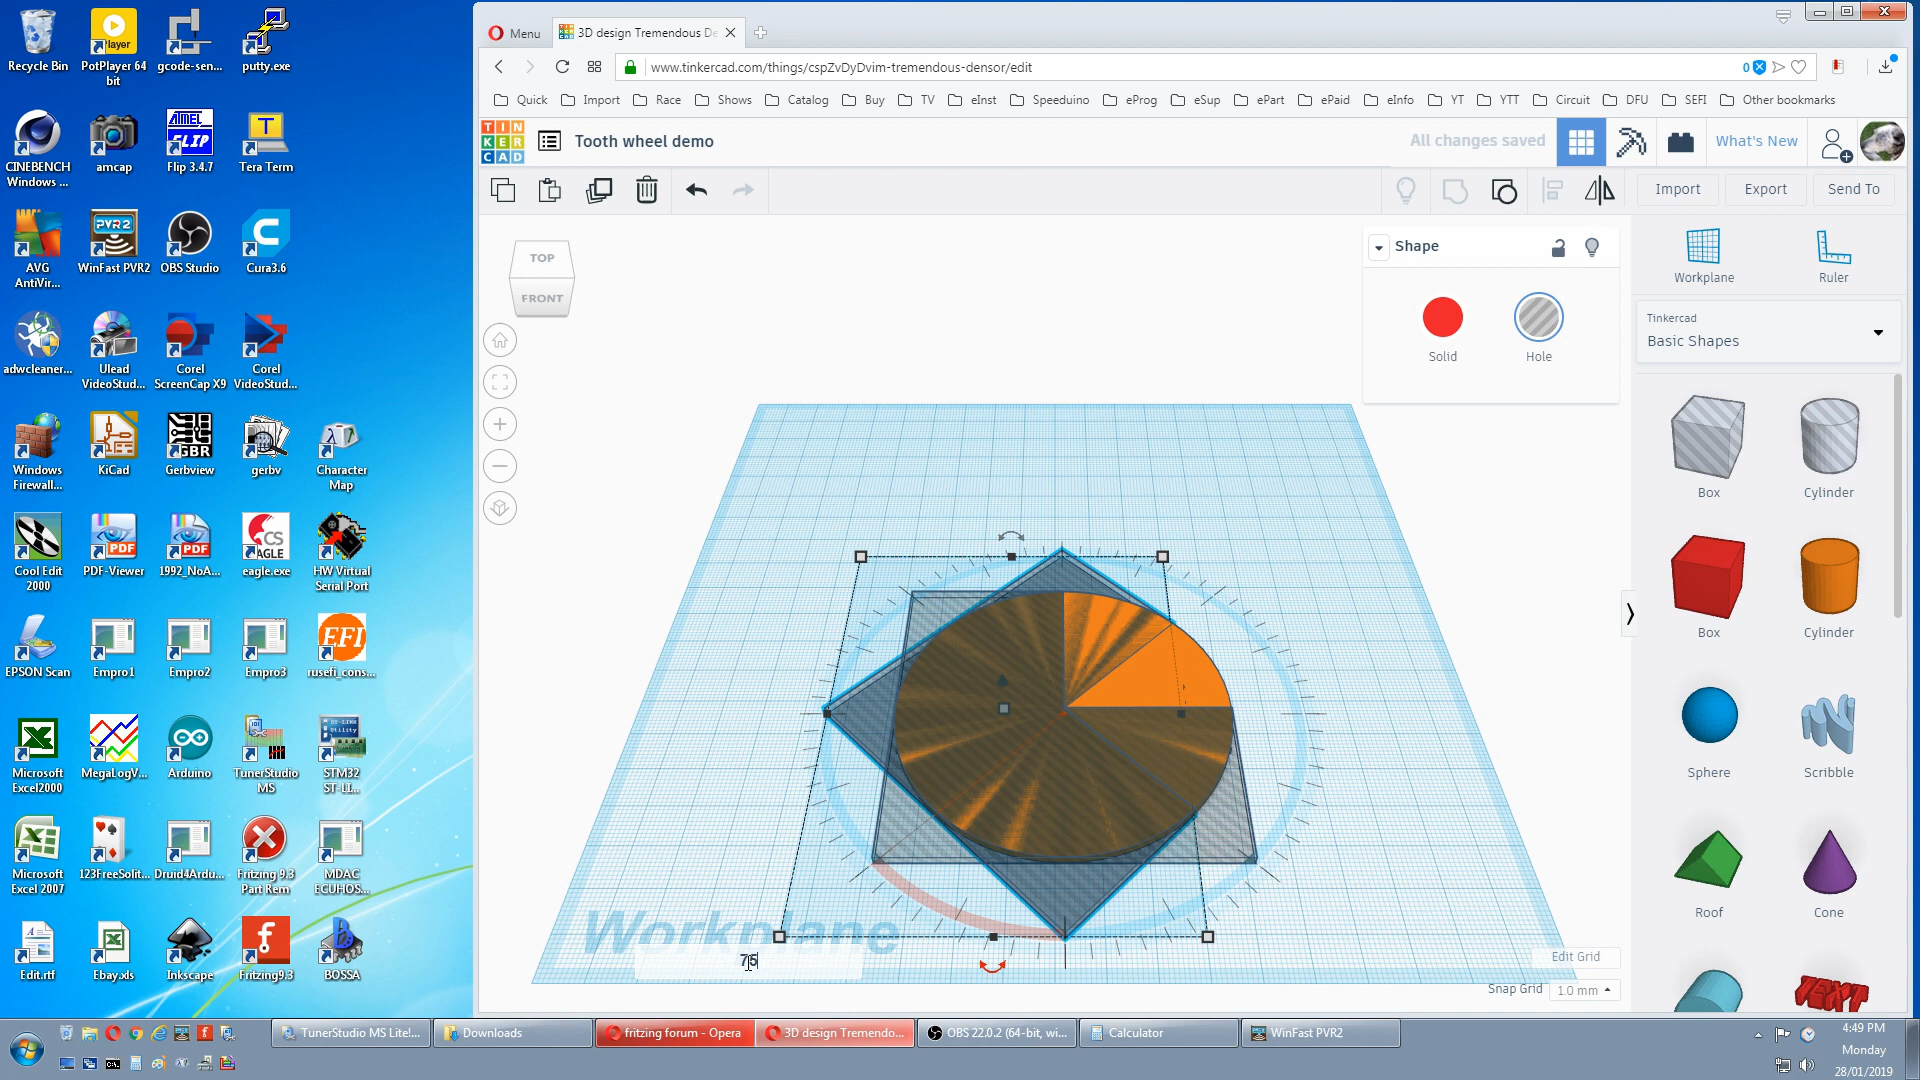 Recycle Bin
PotPlayer 64 bit
gcode-sen...
putty.exe
CINEBENCH Windows ...
amcap
Flip 3.4.7
Tera Term
AVG AntiVir...
WinFast PVR2
OBS Studio
Cura3.6
adwcleaner...
Ulead VideoStud...
Corel ScreenCap X9
Corel VideoStud...
Windows Firewall...
KiCad
Gerbview
gerbv
Character Map
Cool Edit 2000
PDF-Viewer
1992_NoA...
eagle.exe
HW Virtual Serial Port
EPSON Scan
Empro1
Empro2
Empro3
rusefi_cons...
Microsoft Excel2000
MegaLogV...
Arduino
TunerStudio MS
STM32 ST-LI...
Microsoft Excel 2007
123FreeSolit...
Druid4Ardu...
Fritzing 9.3 Part Rem
MDAC ECUHOS...
Edit.rtf
Ebay.xls
Inkscape
Fritzing9.3
BOSSA
Menu
3D design Tremendous De
www.tinkercad.com/things/cspZvDyDvim-tremendous-densor/edit
0
Quick
Import
Race
Shows
Catalog
Buy
TV
eInst
Speeduino
eProg
eSup
ePart
ePaid
eInfo
YT
YTT
Circuit
DFU
SEFI
Other bookmarks
TINKERCAD
Tooth wheel demo
All changes saved
What's New
Import
Export
Send To
TOP
FRONT
Shape
Solid
Hole
Workplane
Ruler
Tinkercad
Basic Shapes
Box
Cylinder
Box
Cylinder
Sphere
Scribble
Roof
Cone
TEXT
Workplane
75
Edit Grid
Snap Grid
1.0 mm
TunerStudio MS Lite!...
Downloads
fritzing forum - Opera
3D design Tremendo...
OBS 22.0.2 (64-bit, wi...
Calculator
WinFast PVR2
4:49 PM
Monday
28/01/2019